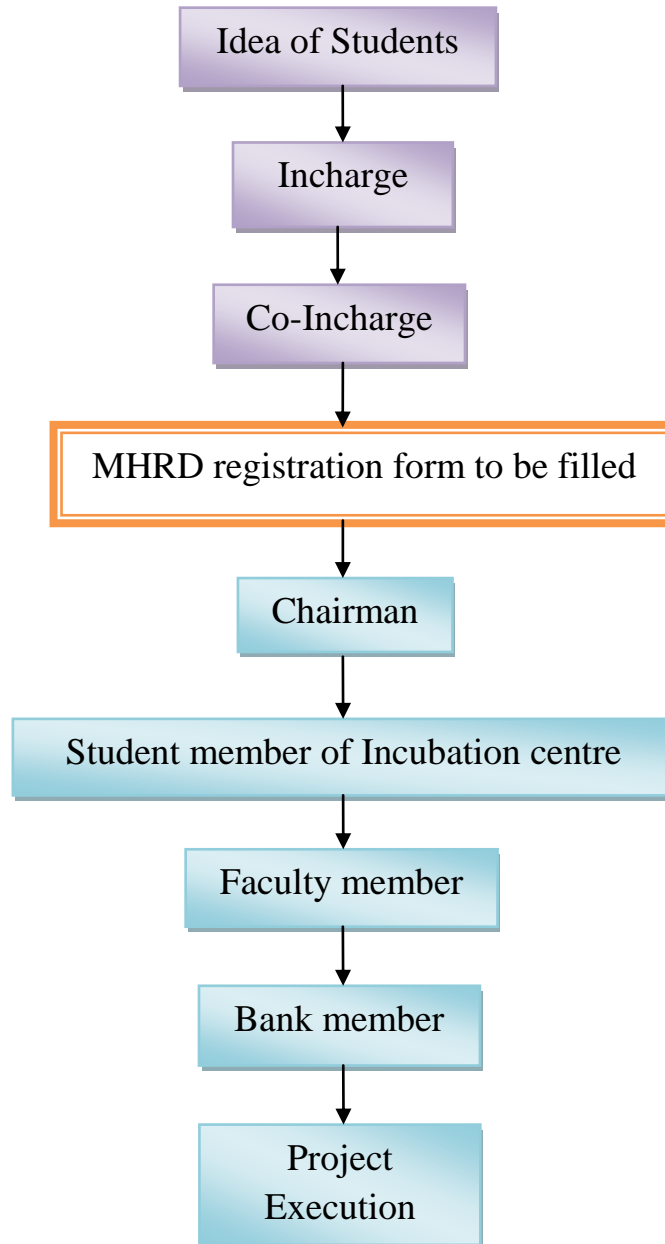 Idea of Students
Incharge
Co-Incharge
MHRD registration form to be filled
Chairman
Student member of Incubation centre
Faculty member
Bank member
Project
Execution